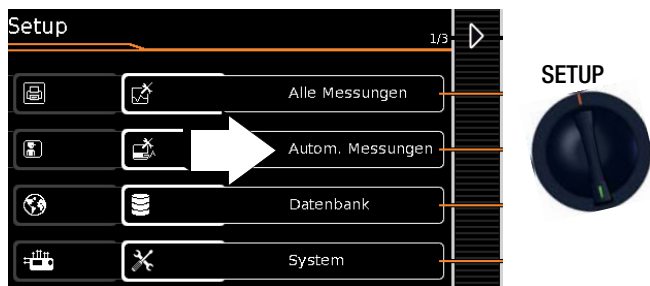 Setup
1/3
SETUP
Alle Messungen
Autom. Messungen
Datenbank
System